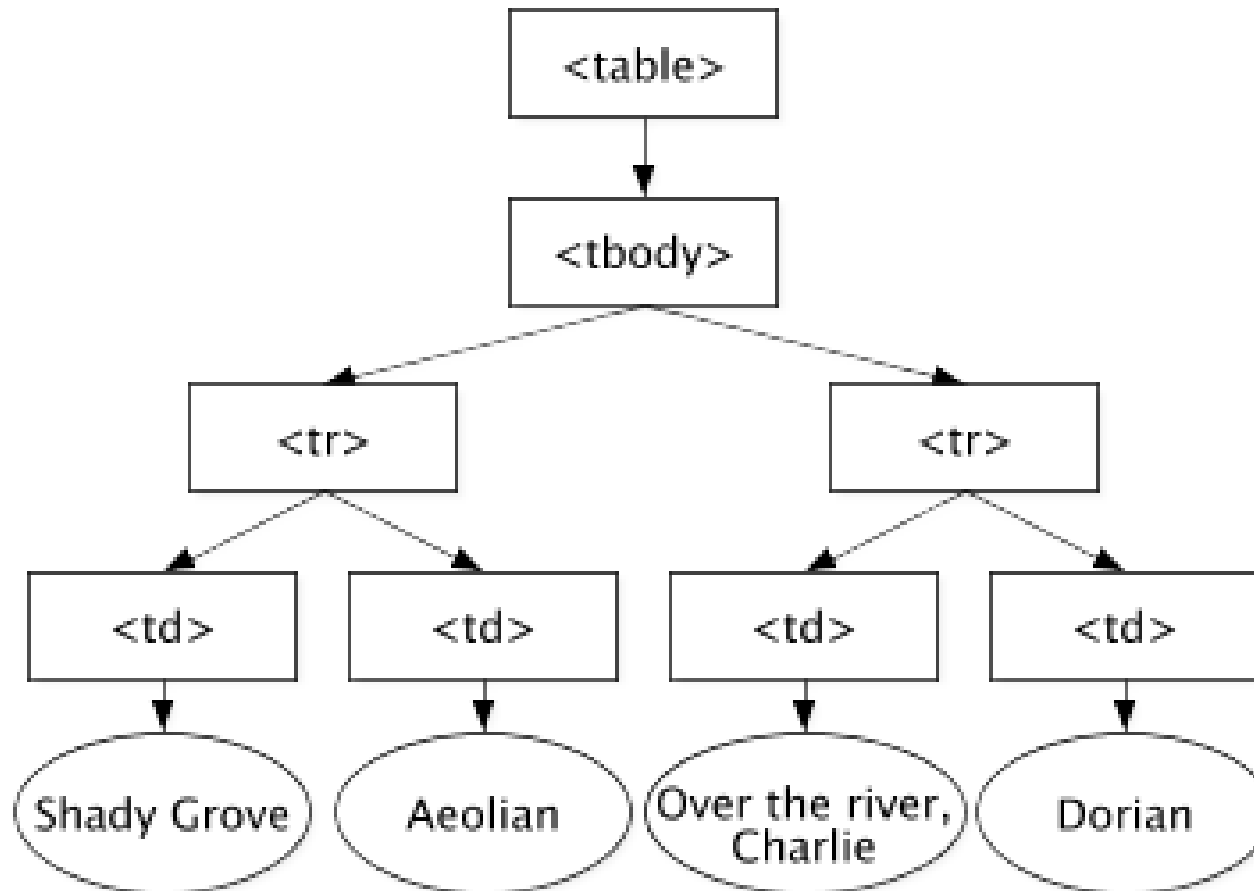 <table>
<tbody>
<tr>
<tr>
<td>
<td>
<td>
<td>
Shady Grove
Aeolian
Over the river,
Charlie
Dorian